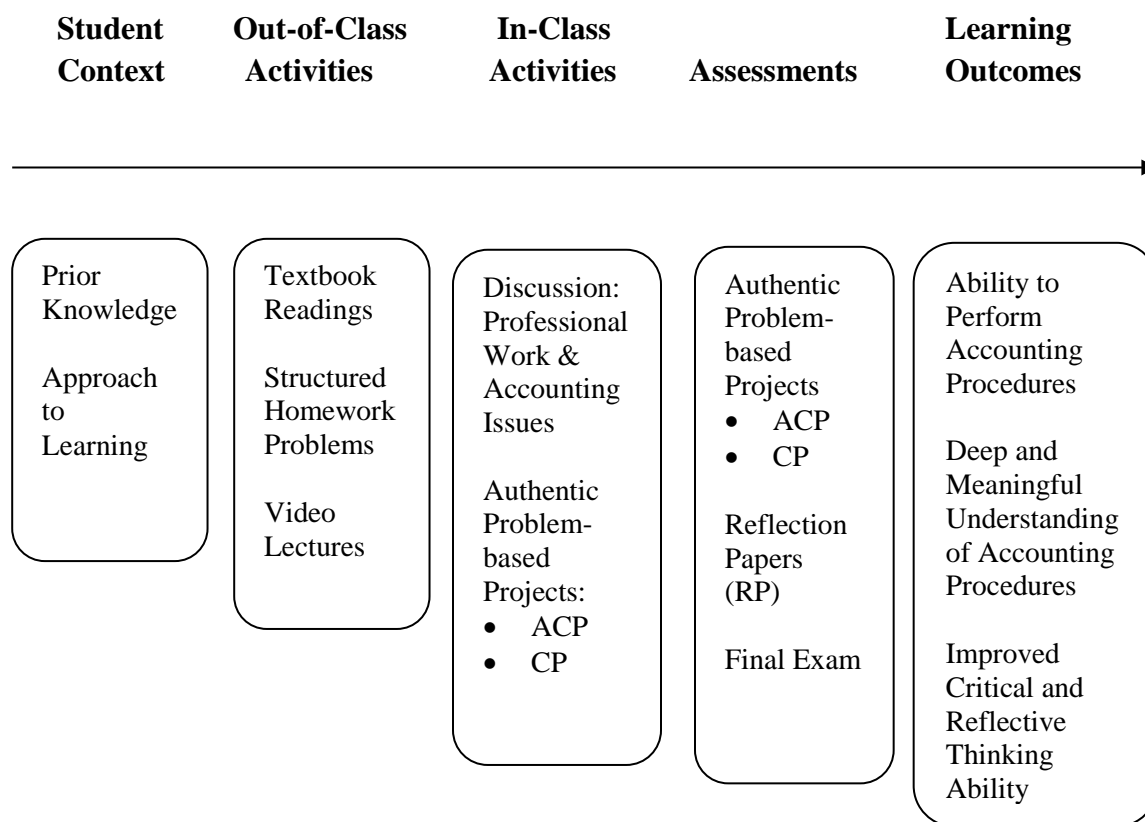 Student
Context
Out-of-Class
Activities
In-Class
Activities
Assessments
Learning
Outcomes
Prior
Knowledge
Approach
to
Learning
Textbook
Readings
Structured
Homework
Problems
Video
Lectures
Discussion:
Professional
Work &
Accounting
Issues
Authentic
Problem-
based
Projects:
• ACP
• CP
Authentic
Problem-
based
Projects
• ACP
• CP
Reflection
Papers
(RP)
Final Exam
Ability to
Perform
Accounting
Procedures
Deep and
Meaningful
Understanding
of Accounting
Procedures
Improved
Critical and
Reflective
Thinking
Ability